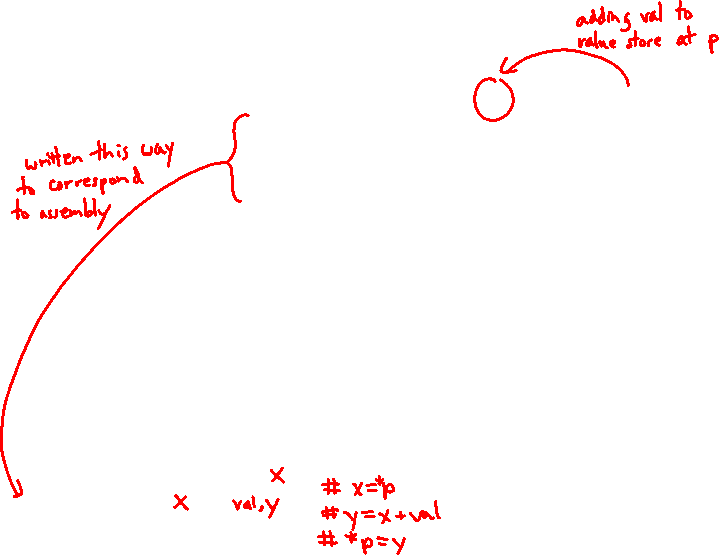 adding val to
value store at p
written this way
to correspond
to assembly
x # x=*p
x val, y # y=x+val
# *p=y